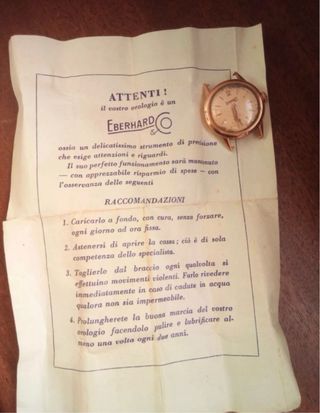 ATTENTI!
il vostro orologio è un
EBERHARD
& CO
ossia un delicatissimo strumento di precisione
che esige attenzioni e riguardi.
Il suo perfetto funzionamento sarà mantenuto
— con apprezzabile risparmio di spese — con
l'osservanza delle seguenti
RACCOMANDAZIONI
1. Caricarlo a fondo, con cura, senza forzare,
ogni giorno ad ora fissa.
2. Astenersi di aprire la cassa; ciò è di sola
competenza dello specialista.
3. Toglierlo dal braccio ogni qualvolta si
effettuino movimenti violenti. Farlo rivedere
immediatamente in caso di caduta in acqua
qualora non sia impermeabile.
4. Prolungherete la buona marcia del vostro
orologio facendolo pulire e lubrificare al-
meno una volta ogni due anni.